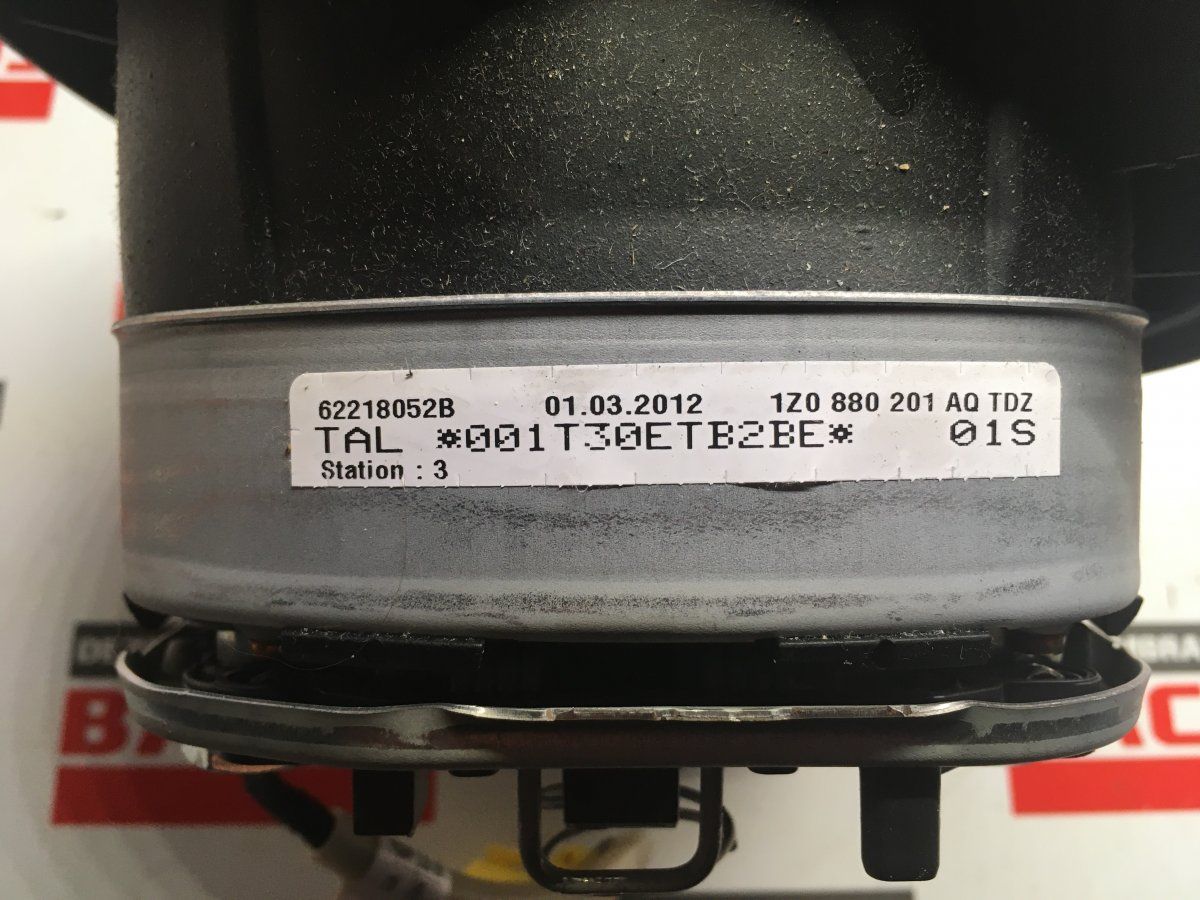 62218052B 01.03.2012 1Z0 880 201 AQ TDZ
TAL *001T30ETB2BE* 01S
Station : 3